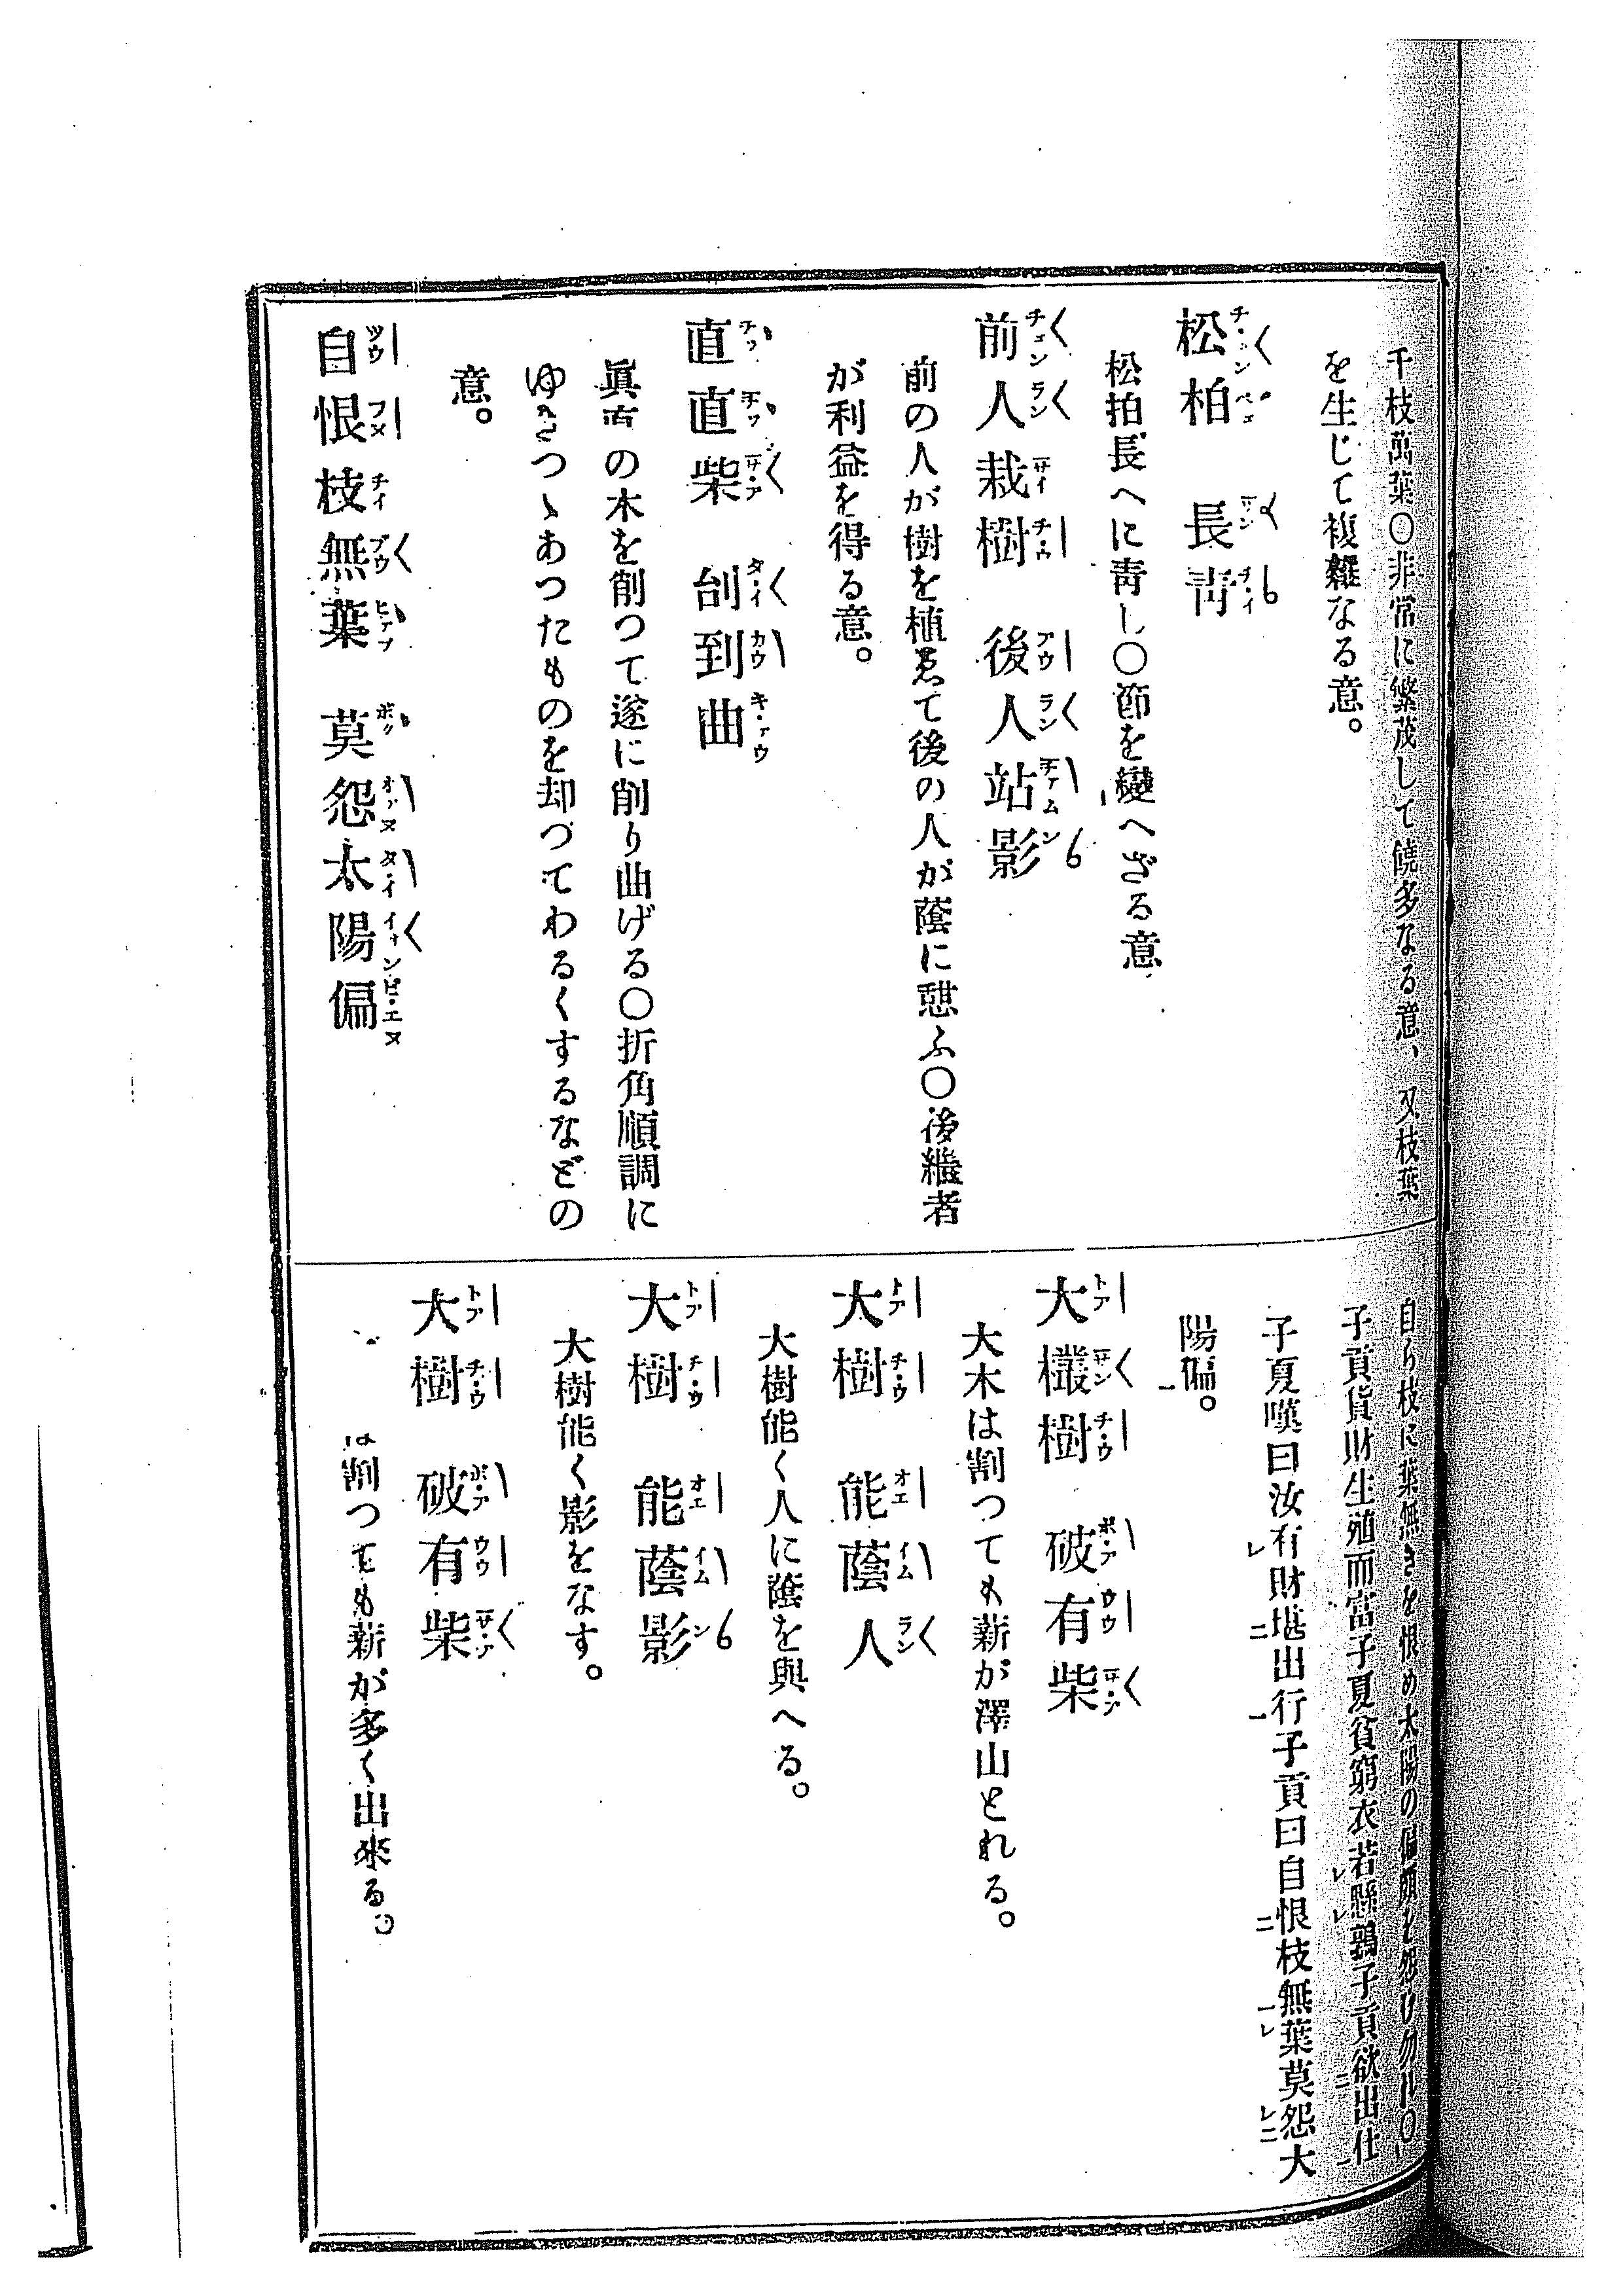 千枝萬葉〇非常に繁茂して饒多なる意、又枝葉
を生じて複雜なる意。
松柏 長靑
松拍長へに靑し〇節を變へざる意
前人栽樹 後人站影
前の人が樹を植ゑて後の人が蔭に憇ふ〇後繼者
が利益を得る意。
直直柴 刣到曲
眞直の木を削つて遂に削り曲げる〇折角順調に
ゆきつゝあつたものを却つてわるくするなどの
意。
自恨枝無葉 莫怨太陽偏
自ら枝に葉無きを恨め太陽の偏頗を怨む勿れ〇
子貢貨財生殖而富子夏貧窮衣若懸鶉子貢欲出仕
子夏嘆曰汝有財堪出行子貢曰自恨枝無葉莫怨大
陽偏。
大欉樹 破有柴
大木は割つても薪が澤山とれる。
大樹 能蔭人
大樹能く人に蔭を與へる。
大樹 能蔭影
大樹能く影をなす。
大樹 破有柴
は割つても薪が多く出來る。